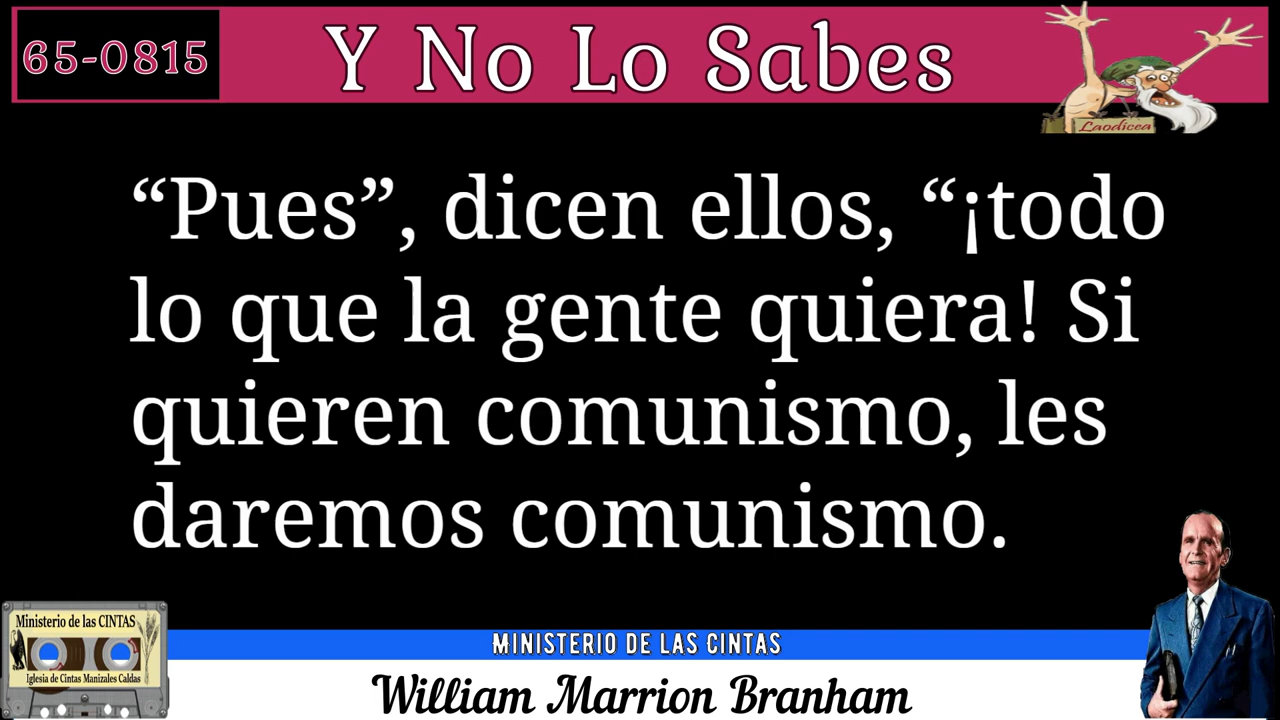 65-0815
Y No Lo Sabes
Laodicea
“Pues”, dicen ellos, “¡todo
lo que la gente quiera! Si
quieren comunismo, les
daremos comunismo.
Ministerio de las CINTAS
Iglesia de Cintas Manizales Caldas
MINISTERIO DE LAS CINTAS
William Marrion Branham